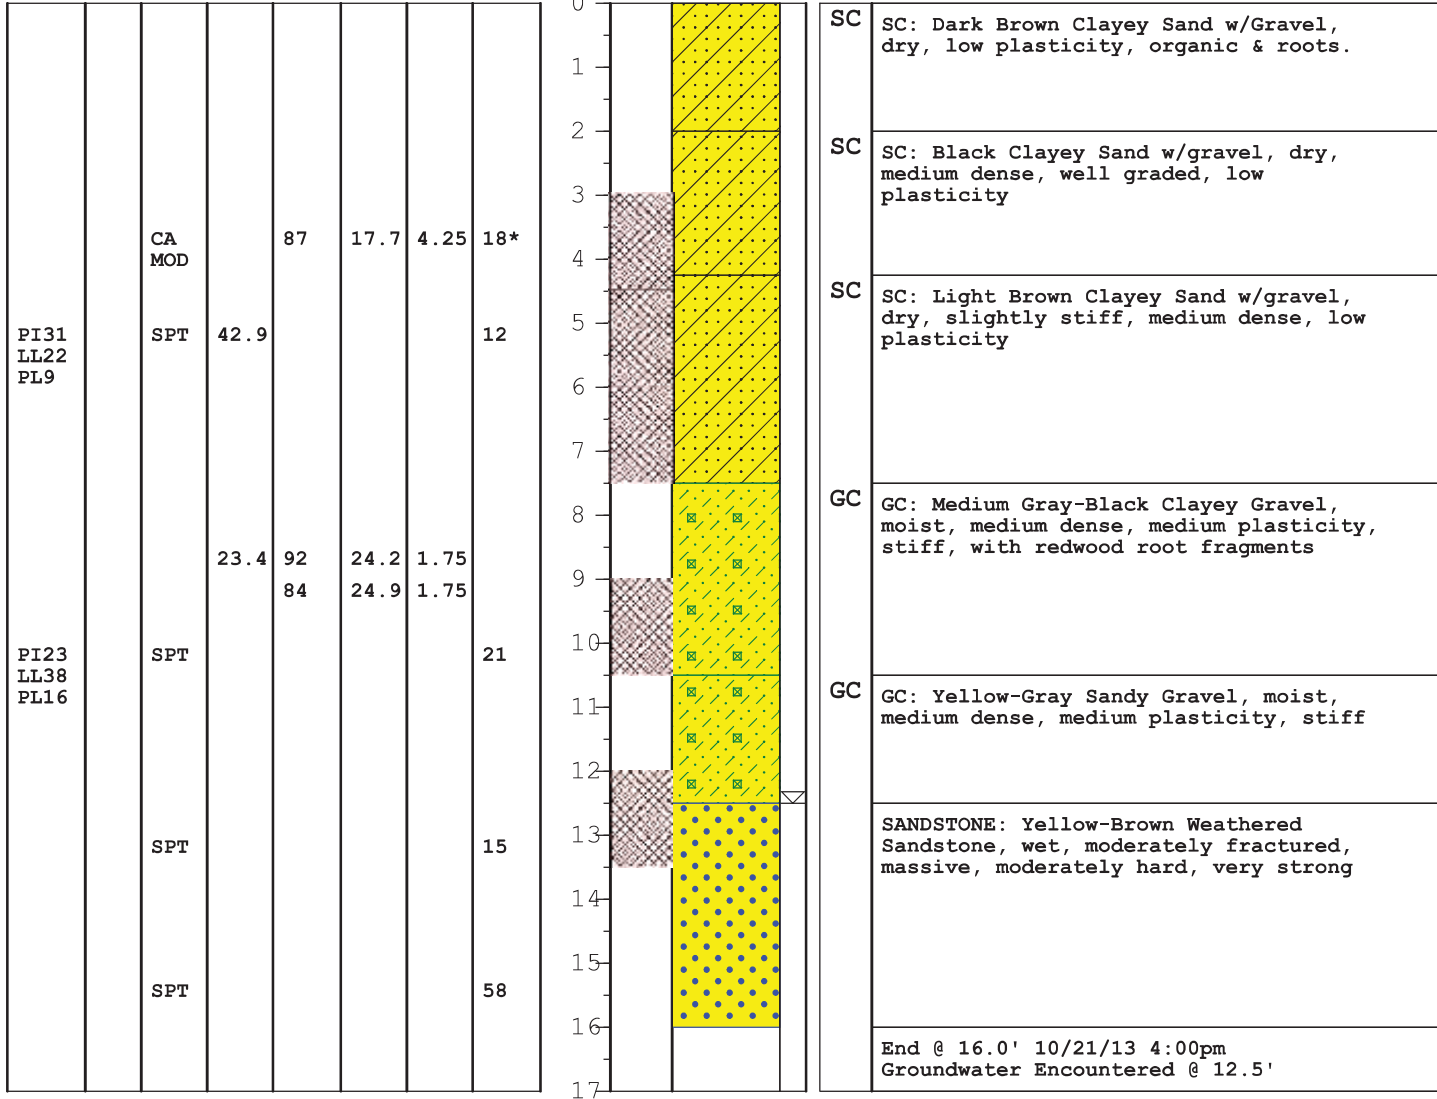 0
SC
SC: Dark Brown Clayey Sand w/Gravel,
dry, low plasticity, organic & roots.
1
2
SC
SC: Black Clayey Sand w/gravel, dry,
medium dense, well graded, low
plasticity
3
CA
MOD
87
17.7
4.25
18*
4
SC
SC: Light Brown Clayey Sand w/gravel,
dry, slightly stiff, medium dense, low
plasticity
PI31
LL22
PL9
SPT
42.9
12
5
6
7
GC
GC: Medium Gray-Black Clayey Gravel,
moist, medium dense, medium plasticity,
stiff, with redwood root fragments
8
23.4
92
24.2
1.75
84
24.9
1.75
9
PI23
LL38
PL16
SPT
21
10
GC
GC: Yellow-Gray Sandy Gravel, moist,
medium dense, medium plasticity, stiff
11
12
SANDSTONE: Yellow-Brown Weathered
Sandstone, wet, moderately fractured,
massive, moderately hard, very strong
SPT
15
13
14
15
SPT
58
16
End @ 16.0' 10/21/13 4:00pm
Groundwater Encountered @ 12.5'
17